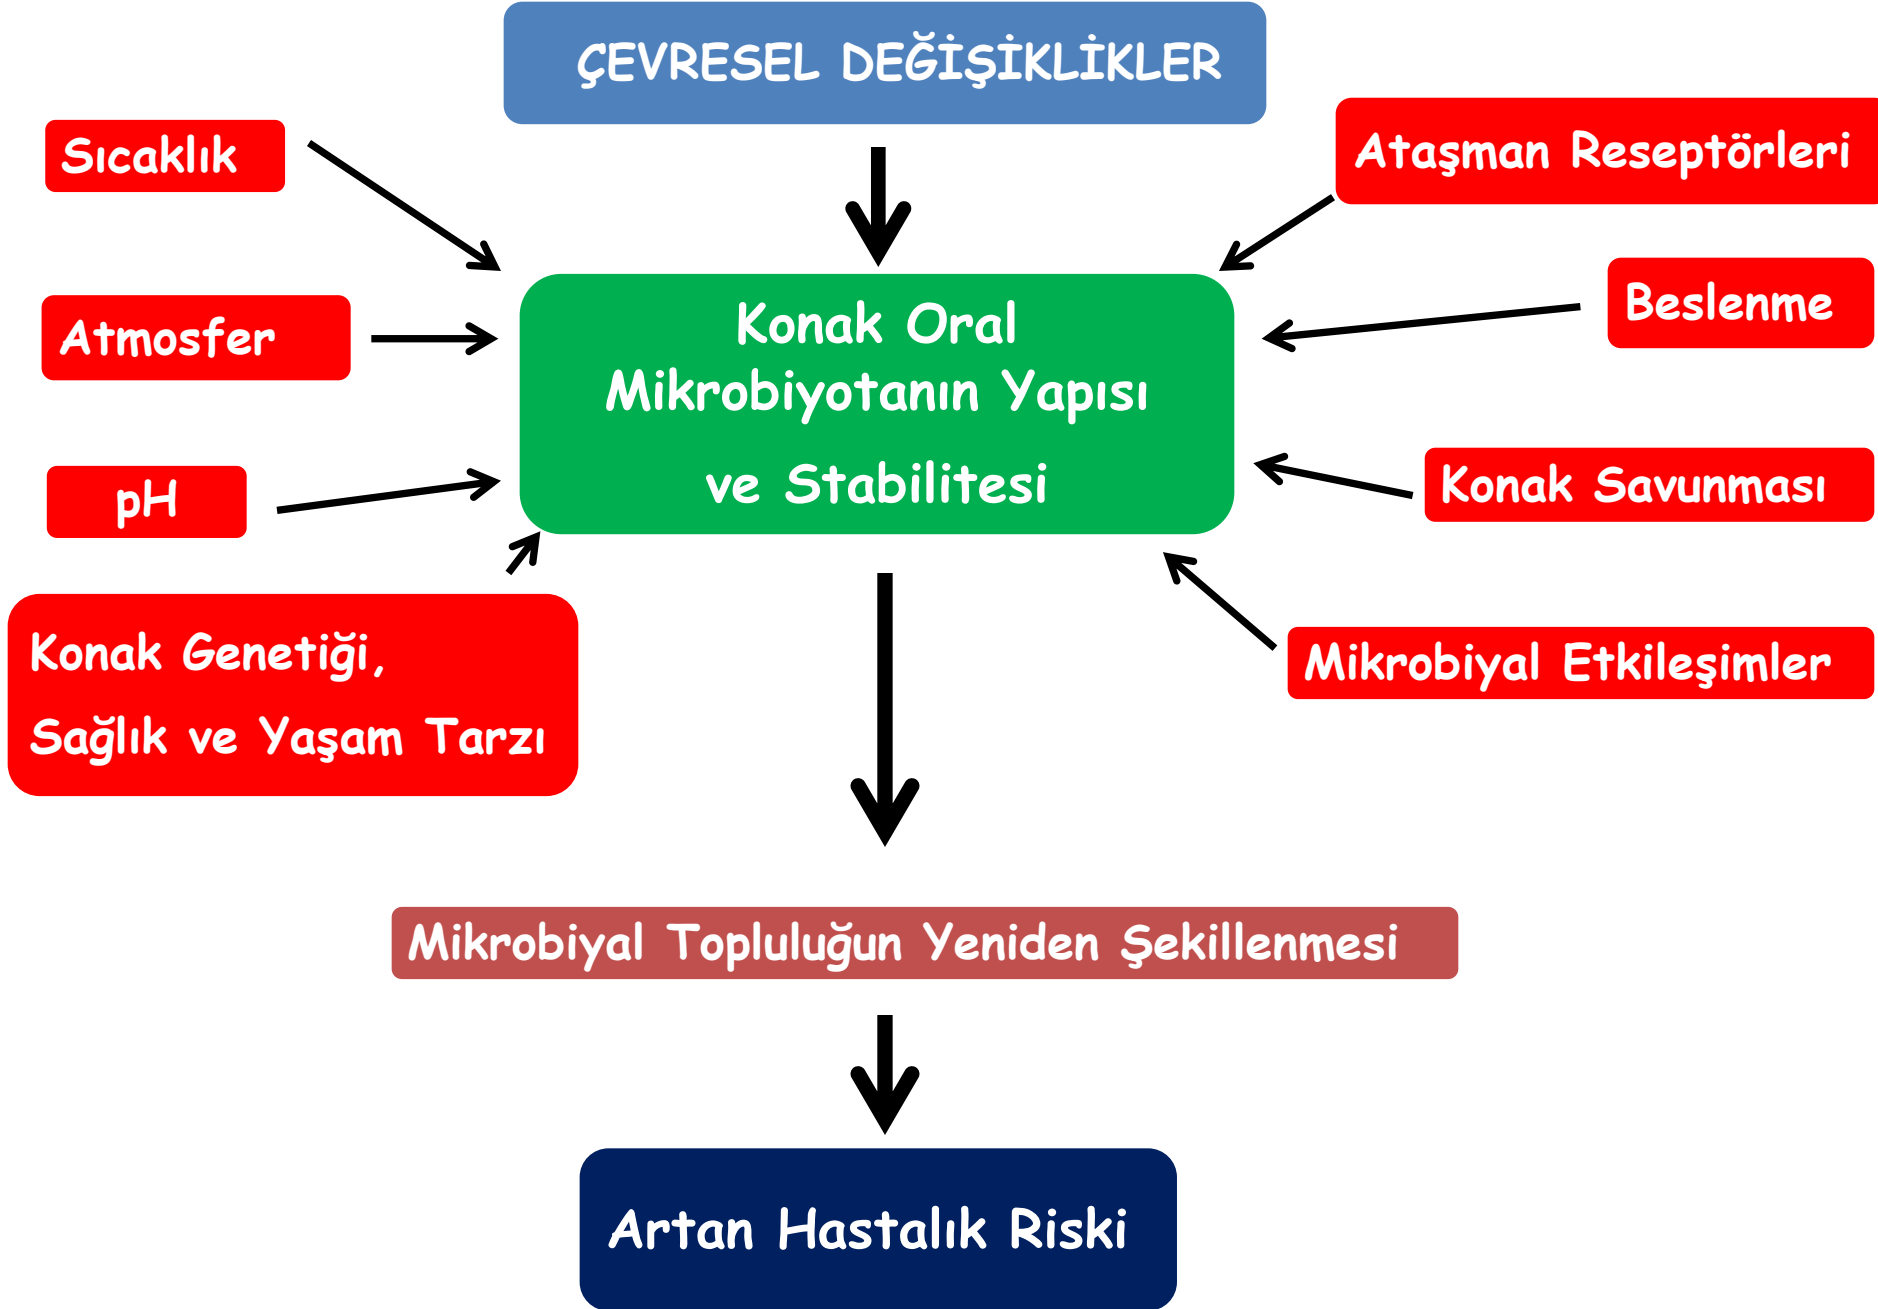 ÇEVRESEL DEĞİŞİKLİKLER
Sıcaklık
Ataşman Reseptörleri
Atmosfer
Beslenme
Konak Oral
Mikrobiyotanın Yapısı
ve Stabilitesi
pH
Konak Savunması
Konak Genetiği,
Sağlık ve Yaşam Tarzı
Mikrobiyal Etkileşimler
Mikrobiyal Topluluğun Yeniden Şekillenmesi
Artan Hastalık Riski